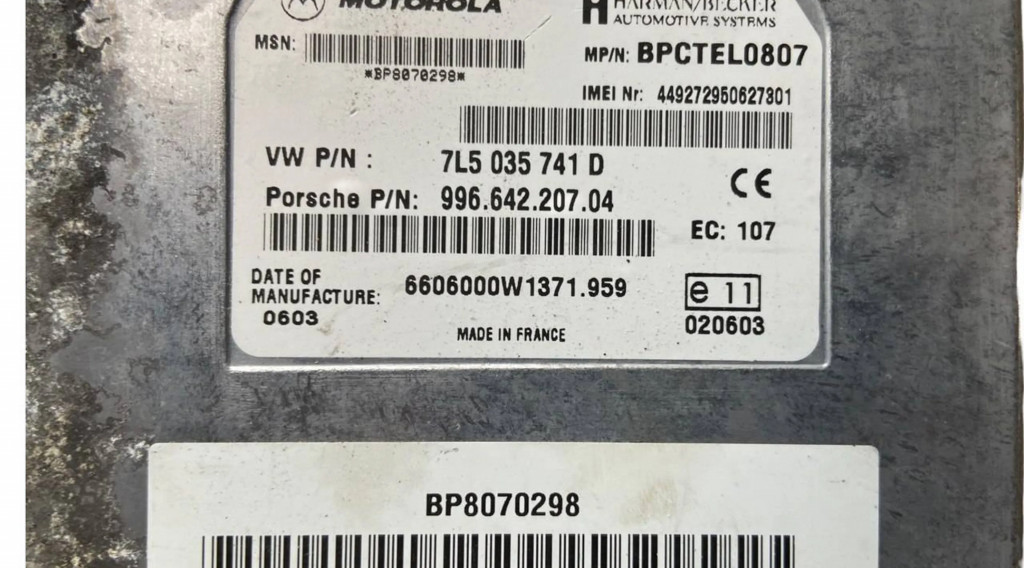 MOTOROLA
HARMAN/BECKER
AUTOMOTIVE SYSTEMS
MSN:
*BP8070298*
MP/N: BPCTEL0807
IMEI Nr: 449272950627301
VW P/N : 7L5 035 741 D
Porsche P/N: 996.642.207.04
CE
EC: 107
DATE OF
MANUFACTURE:
0603
6606000W1371.959
e 11
020603
MADE IN FRANCE
BP8070298